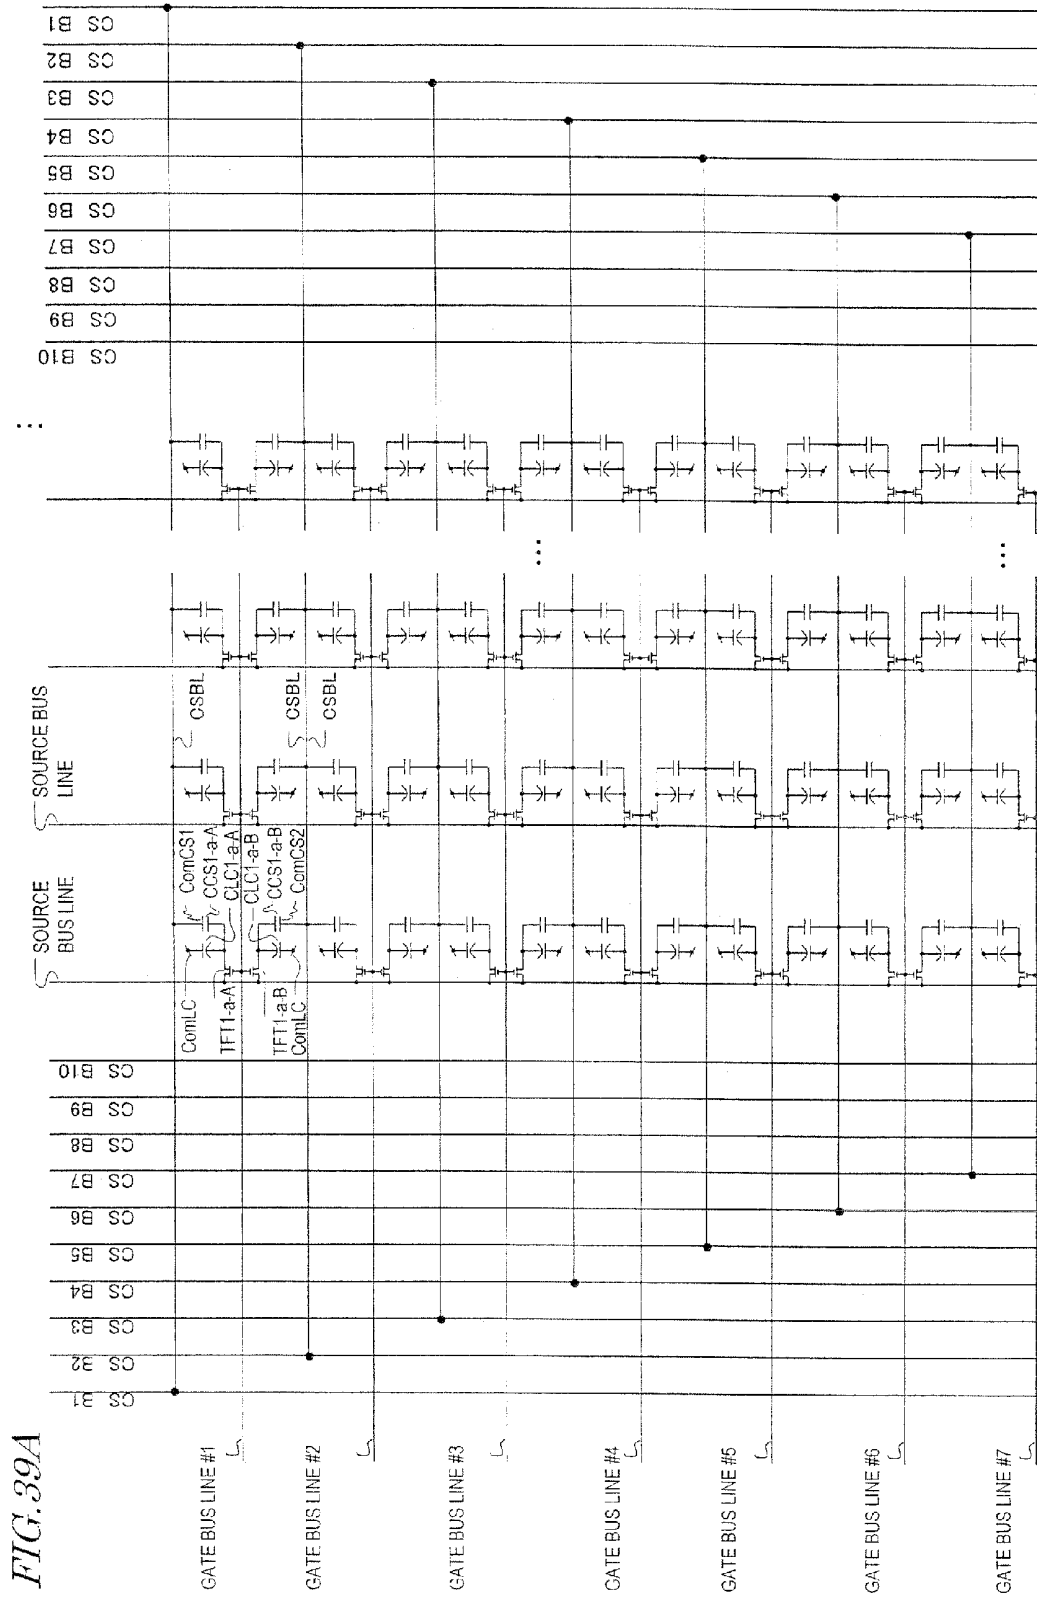 FIG.39A
CS B1
CS B2
CS B3
CS B4
CS B5
CS B6
CS B7
CS B8
CS B9
CS B10
SOURCE BUS
LINE
SOURCE
BUS LINE
CSBL
CSBL
CSBL
ComCS1
CCS1-a-A
CLC1-a-A
CLC1-a-B
CCS1-a-B
ComCS2
ComLC
TFT1-a-A
TFT1-a-B
ComLC
CS B10
CS B9
CS B8
CS B7
CS B6
CS B5
CS B4
CS B3
CS B2
CS B1
GATE BUS LINE #1
GATE BUS LINE #2
GATE BUS LINE #3
GATE BUS LINE #4
GATE BUS LINE #5
GATE BUS LINE #6
GATE BUS LINE #7